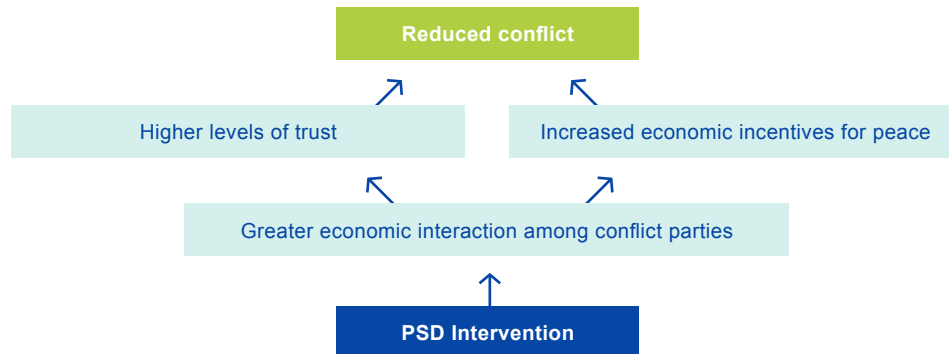 Reduced conflict
Higher levels of trust
Increased economic incentives for peace
Greater economic interaction among conflict parties
PSD Intervention